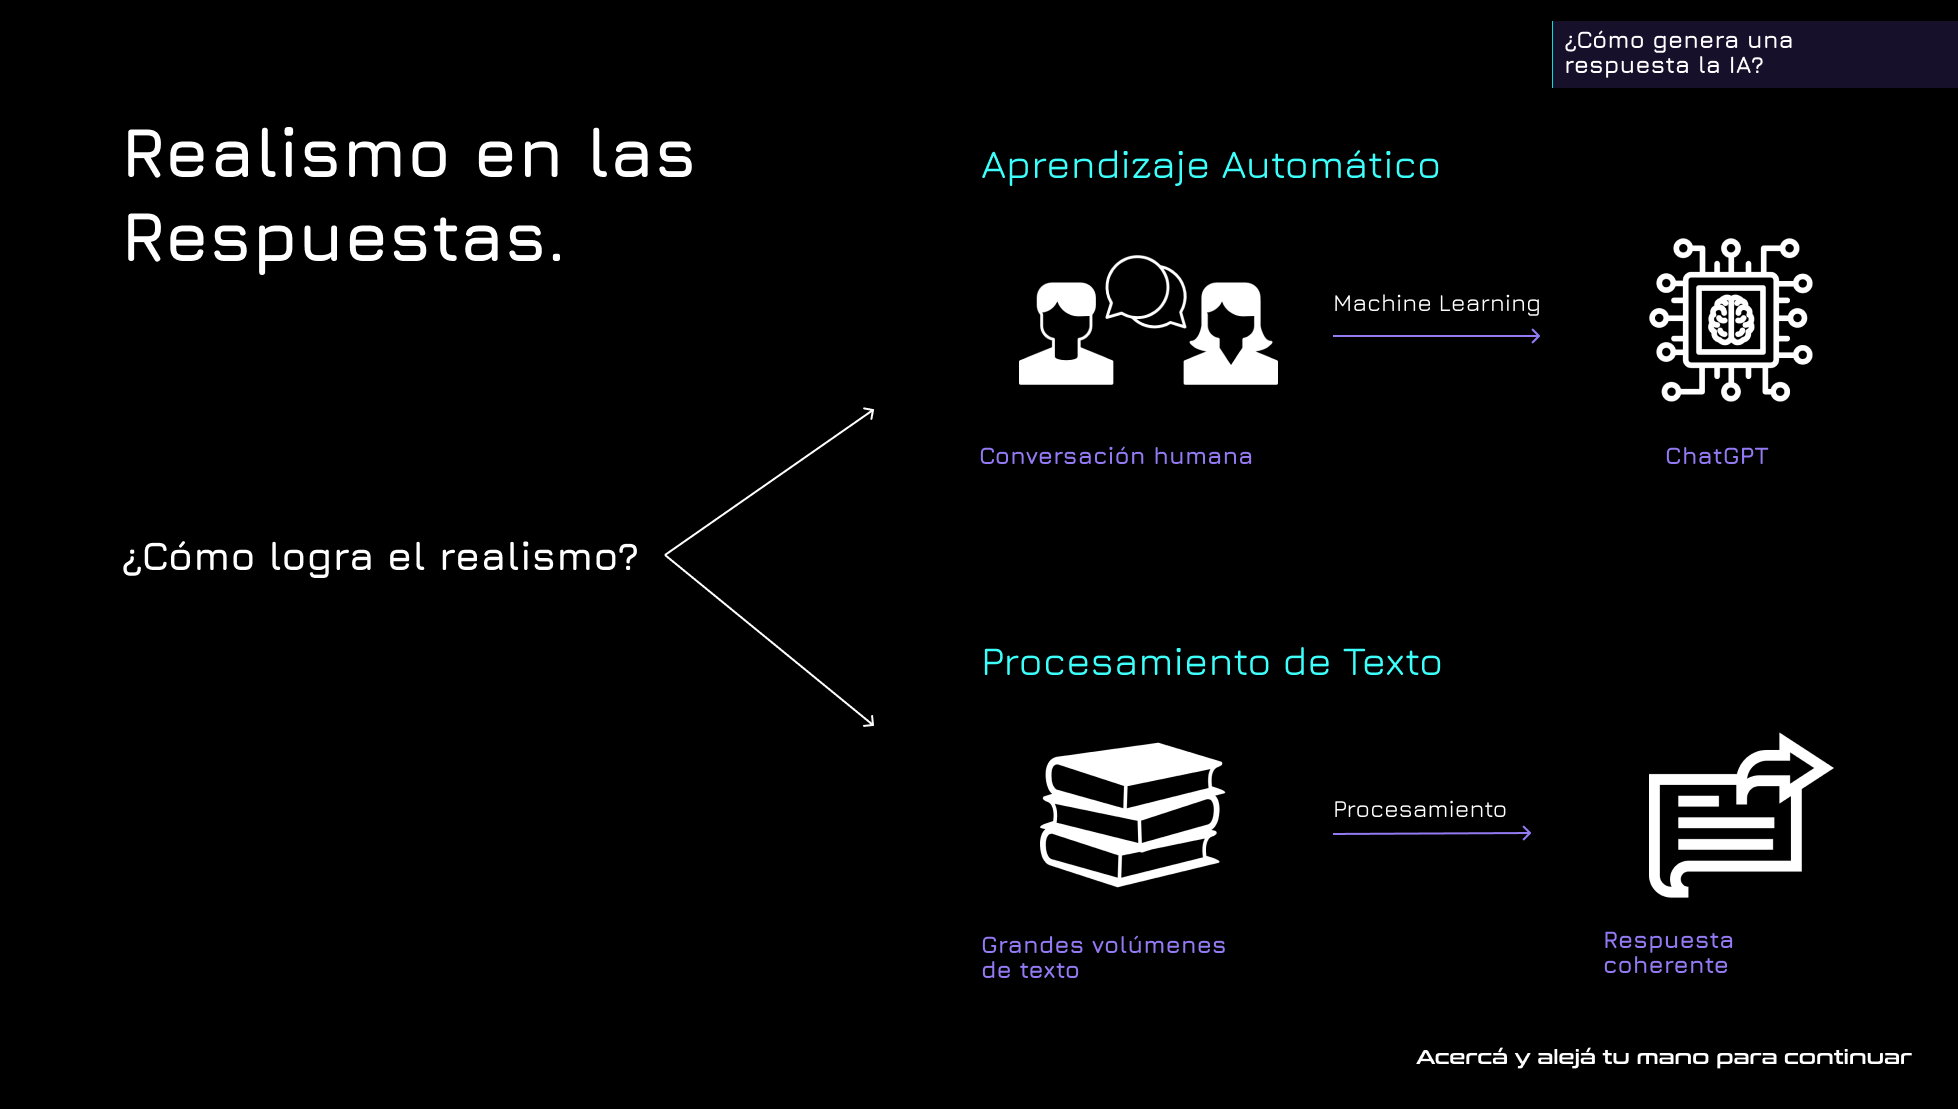 ¿Cómo genera una
respuesta la IA?
Realismo en las
Respuestas.
¿Cómo logra el realismo?
Aprendizaje Automático
Machine Learning
Conversación humana
ChatGPT
Procesamiento de Texto
Procesamiento
Grandes volúmenes
de texto
Respuesta
coherente
Acercá y alejá tu mano para continuar